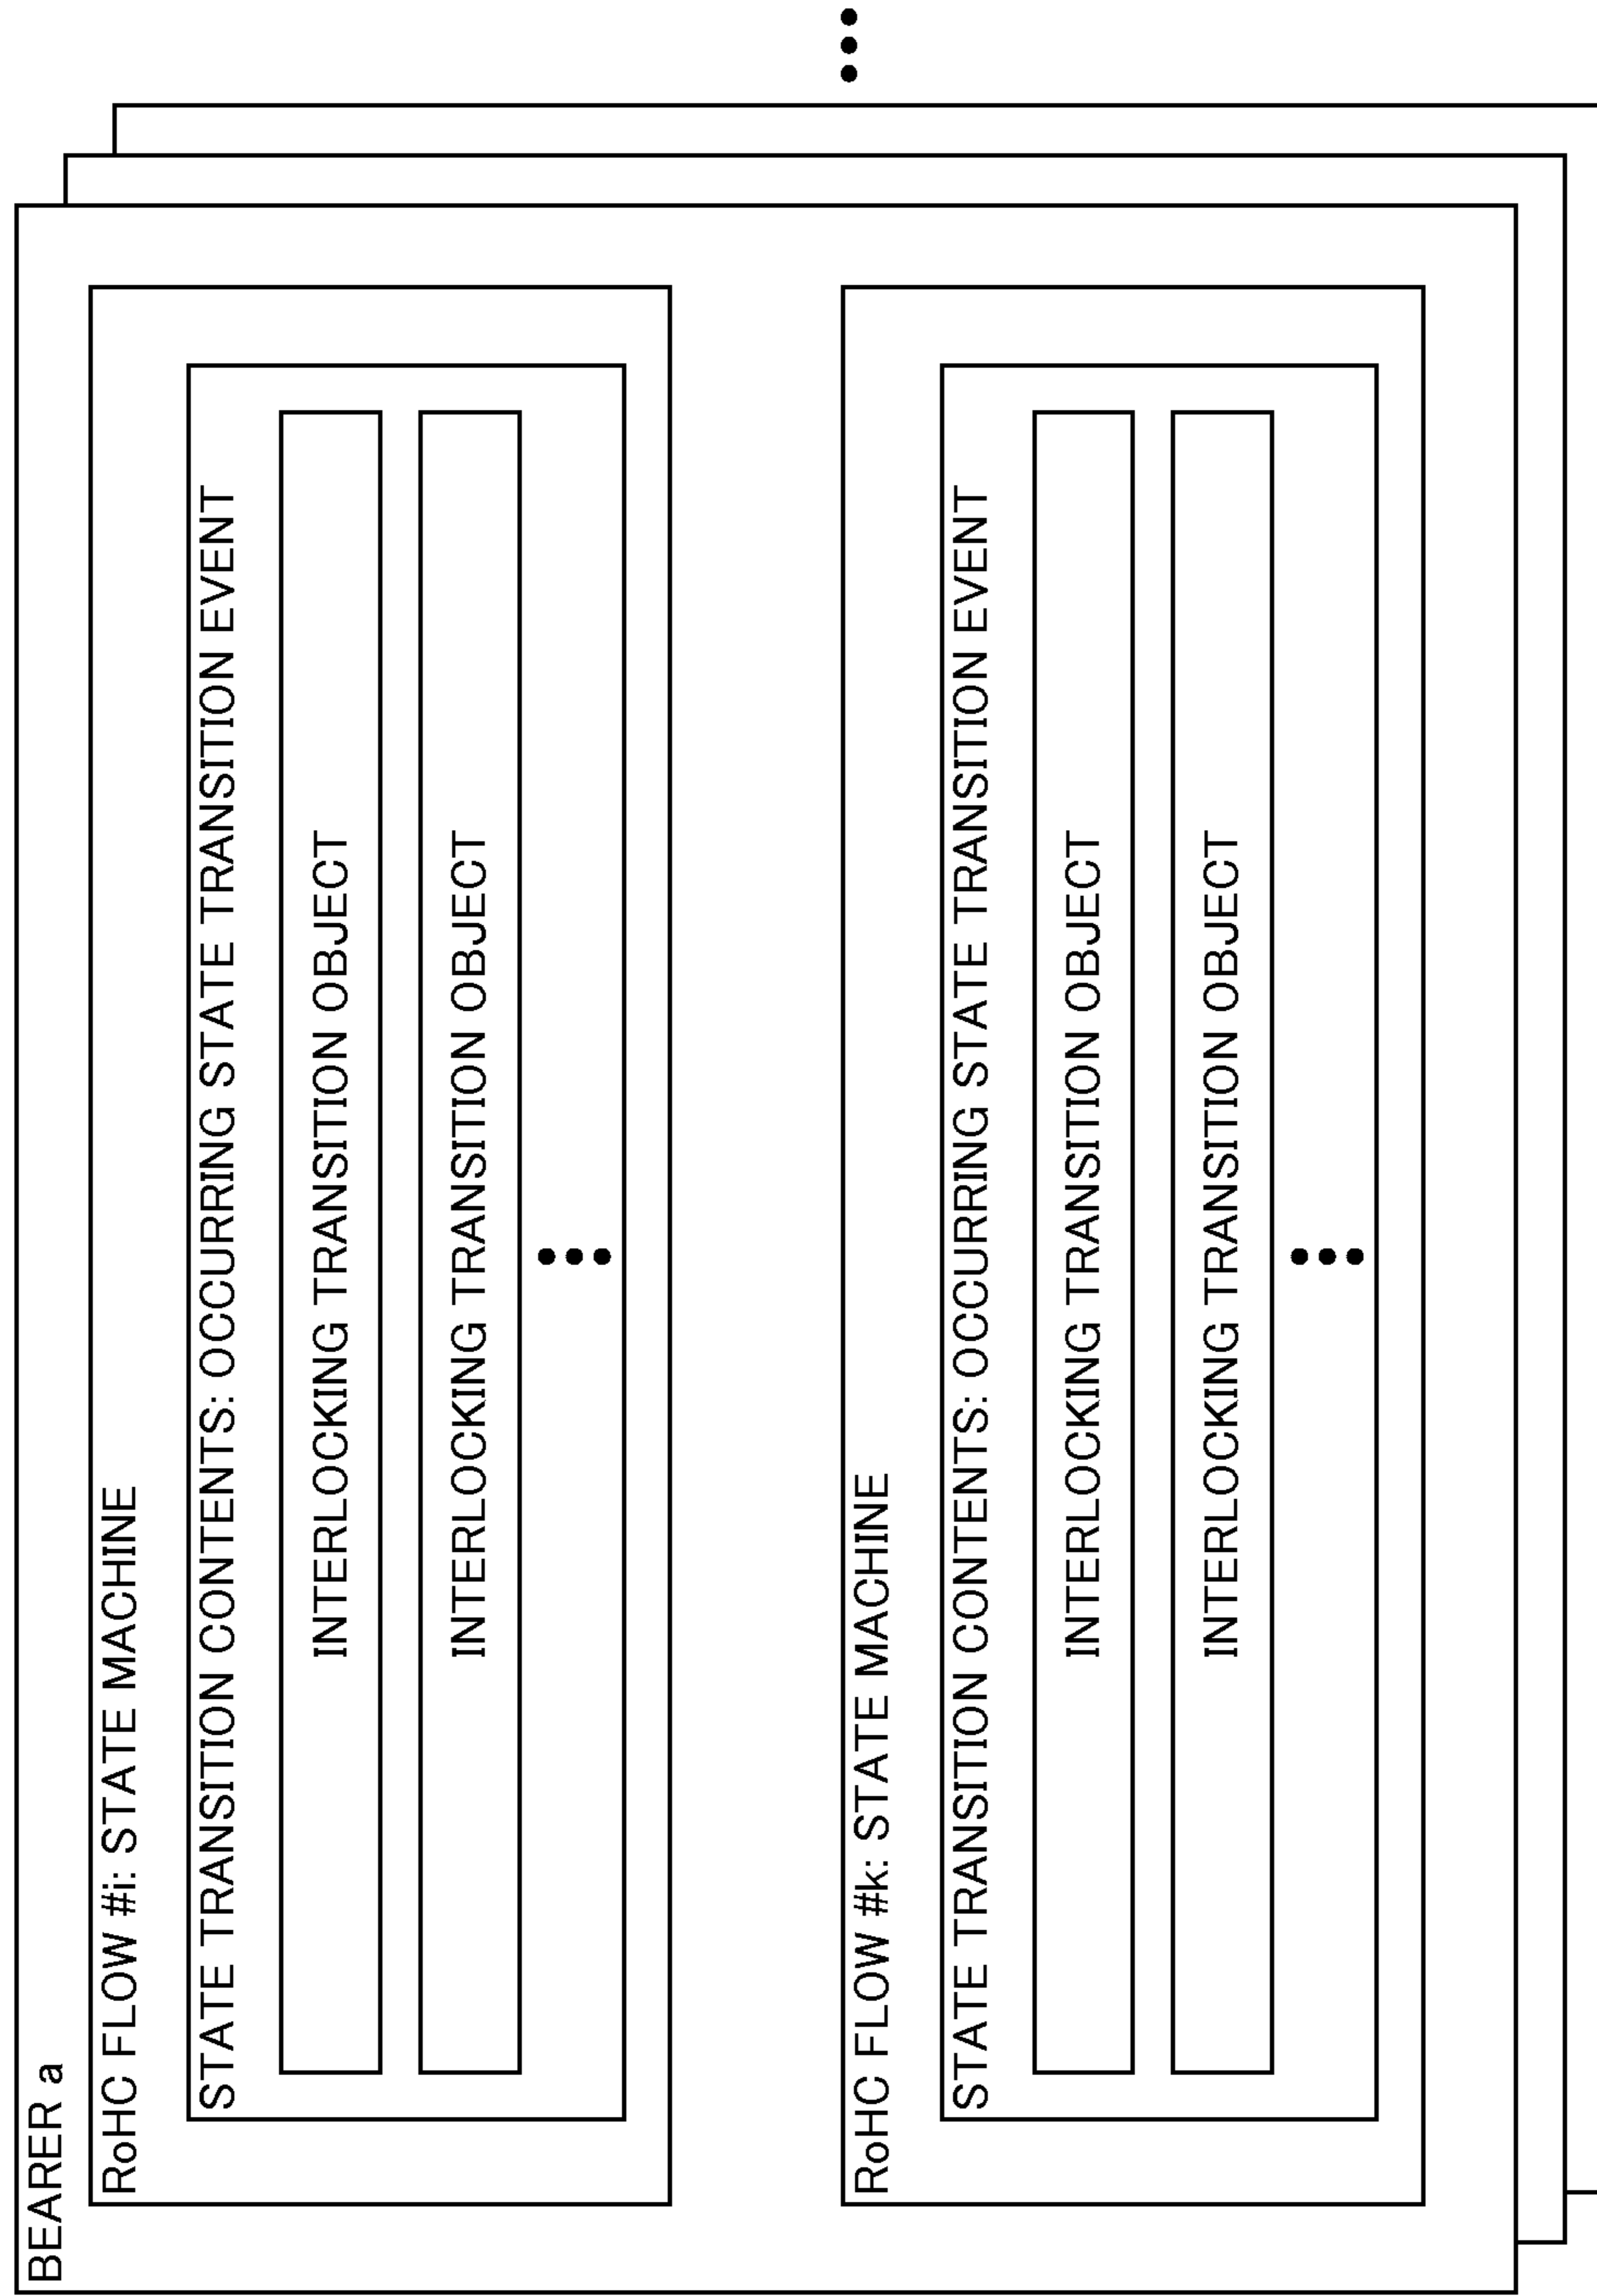 BEARER a
RoHC FLOW #i: STATE MACHINE
STATE TRANSITION CONTENTS: OCCURRING STATE TRANSITION EVENT
INTERLOCKING TRANSITION OBJECT
INTERLOCKING TRANSITION OBJECT
RoHC FLOW #k: STATE MACHINE
STATE TRANSITION CONTENTS: OCCURRING STATE TRANSITION EVENT
INTERLOCKING TRANSITION OBJECT
INTERLOCKING TRANSITION OBJECT